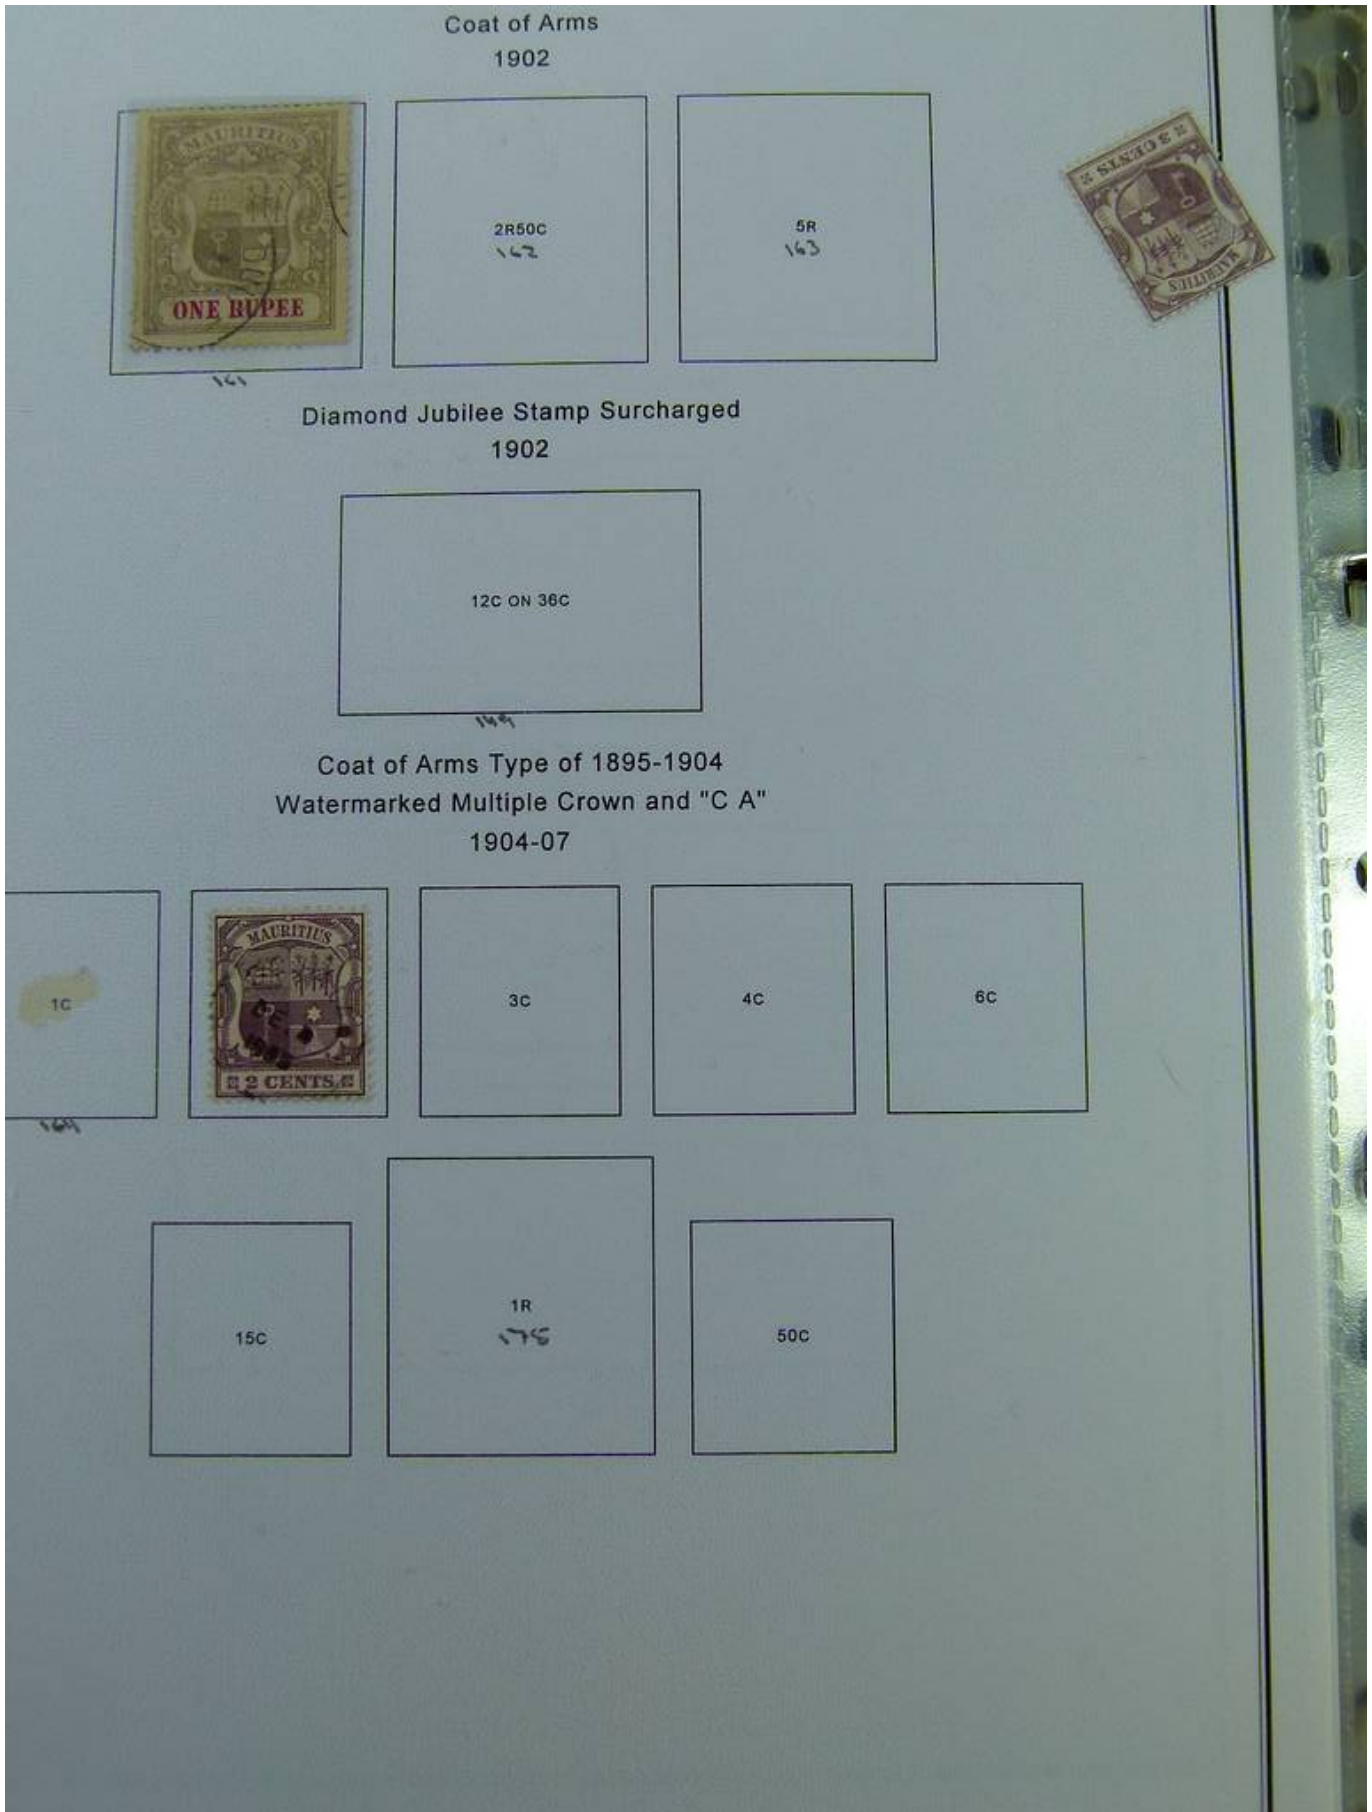 Coat of Arms
1902
MAURITIUS
ONE RUPEE
161
2R50C
162
5R
163
3 CENTS
MAURITIUS
Diamond Jubilee Stamp Surcharged
1902
12C ON 36C
149
Coat of Arms Type of 1895-1904
Watermarked Multiple Crown and "C A"
1904-07
1C
164
MAURITIUS
2 CENTS
3C
4C
6C
15C
1R
175
50C